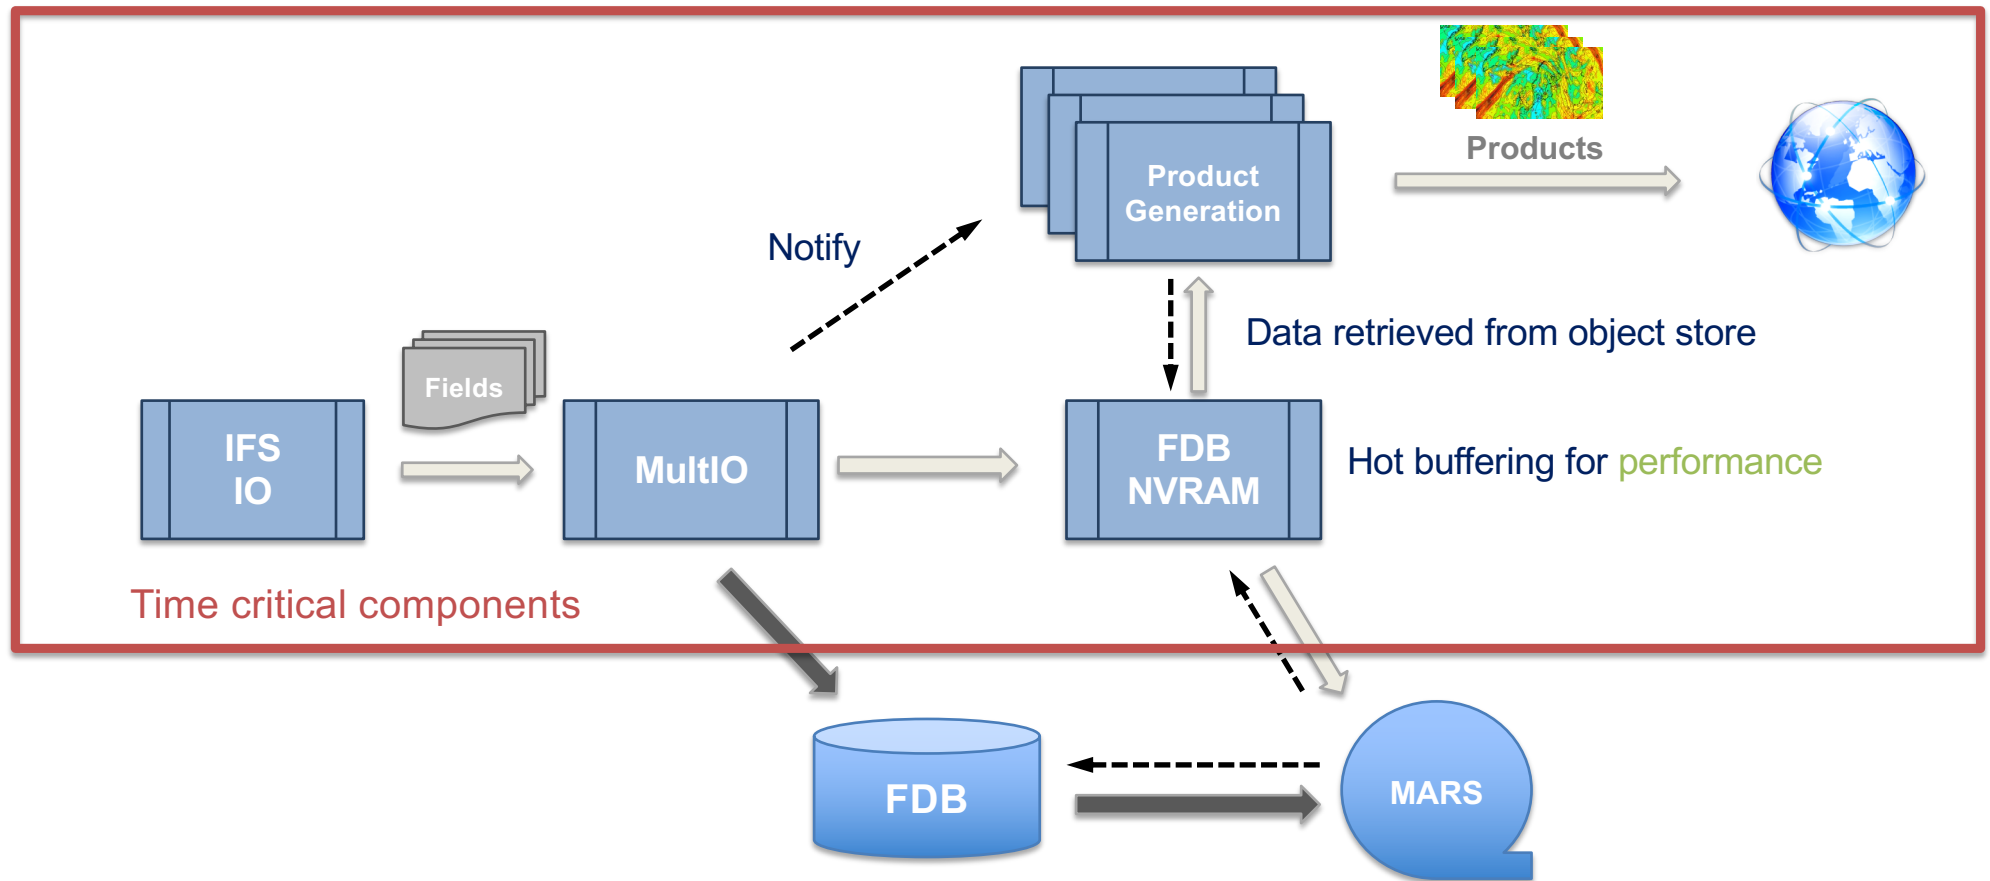 Products
Product
Generation
Notify
Data retrieved from object store
Fields
IFS
IO
MultIO
FDB
NVRAM
Hot buffering for performance
Time critical components
FDB
MARS